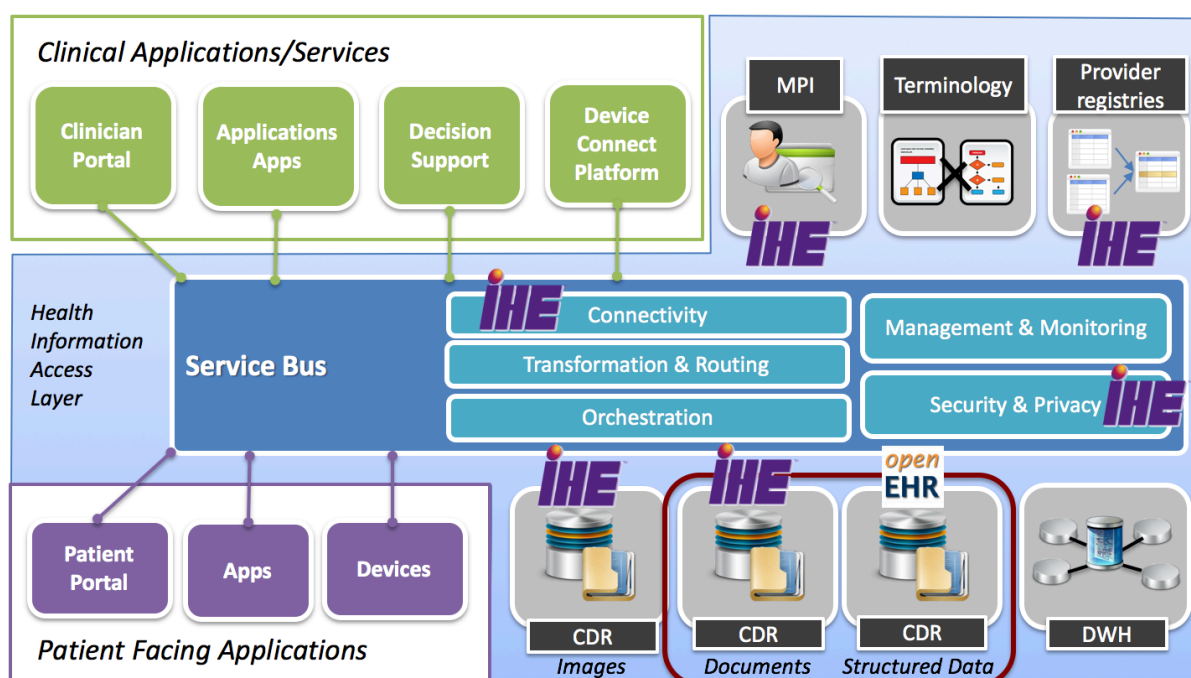 Clinical Applications/Services
Clinician
Portal
Applications
Apps
Decision
Support
Device
Connect
Platform
MPI
Terminology
Provider
registries
IHE
IHE
Health
Information
Access
Layer
Service Bus
IHE
Connectivity
Transformation & Routing
Orchestration
Management & Monitoring
Security & Privacy
IHE
Patient
Portal
Apps
Devices
Patient Facing Applications
IHE
CDR
Images
IHE
CDR
Documents
open
EHR
CDR
Structured Data
DWH